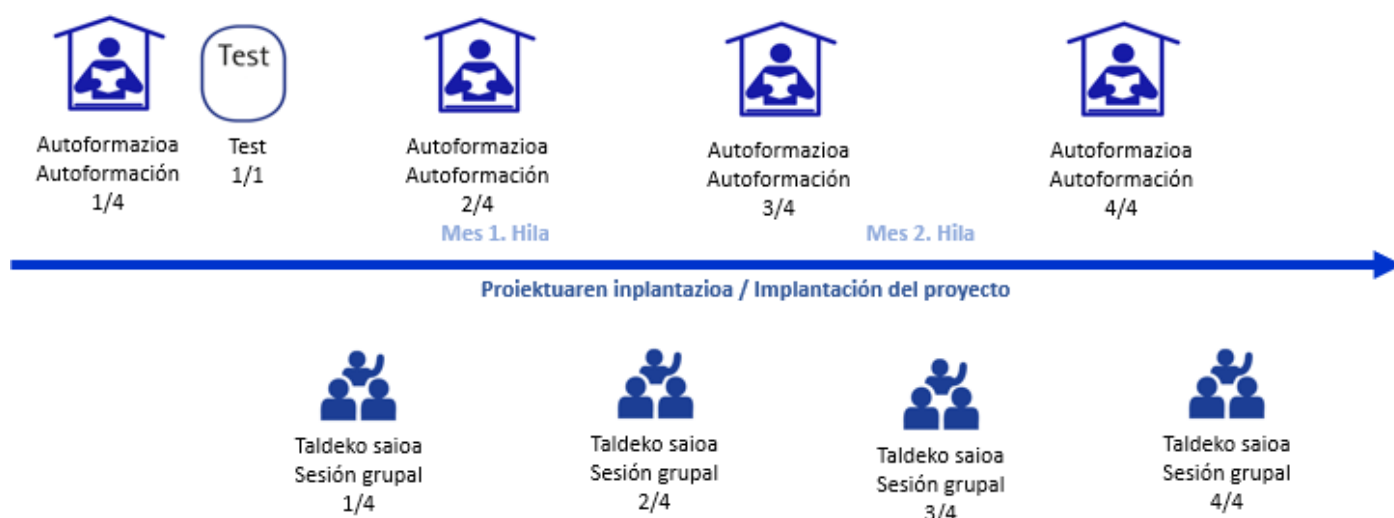 Test
Autoformazioa
Autoformación
1/4
Test
1/1
Autoformazioa
Autoformación
2/4
Autoformazioa
Autoformación
3/4
Autoformazioa
Autoformación
4/4
Mes 1. Hila
Mes 2. Hila
Proiektuaren inplantazioa / Implantación del proyecto
Taldeko saioa
Sesión grupal
1/4
Taldeko saioa
Sesión grupal
2/4
Taldeko saioa
Sesión grupal
3/4
Taldeko saioa
Sesión grupal
4/4